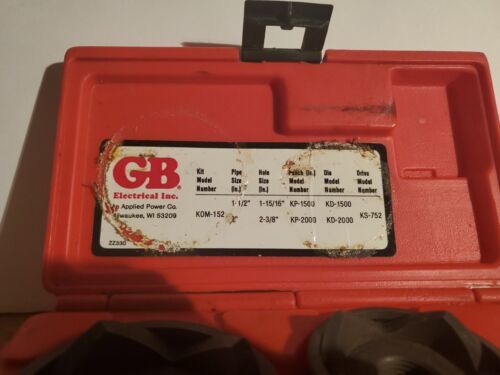 GB®
Electrical Inc.
Applied Power Co.
Milwaukee, WI 53209
Kit Model Number
Pipe Size (In.)
Hole Size (In.)
Punch (In.) Model Number
Die Model Number
Drive Model Number
KOM-152
1-1/2" 1-15/16" KP-1500 KD-1500
2-3/8" KP-2000 KD-2000
KS-752
ZZ330